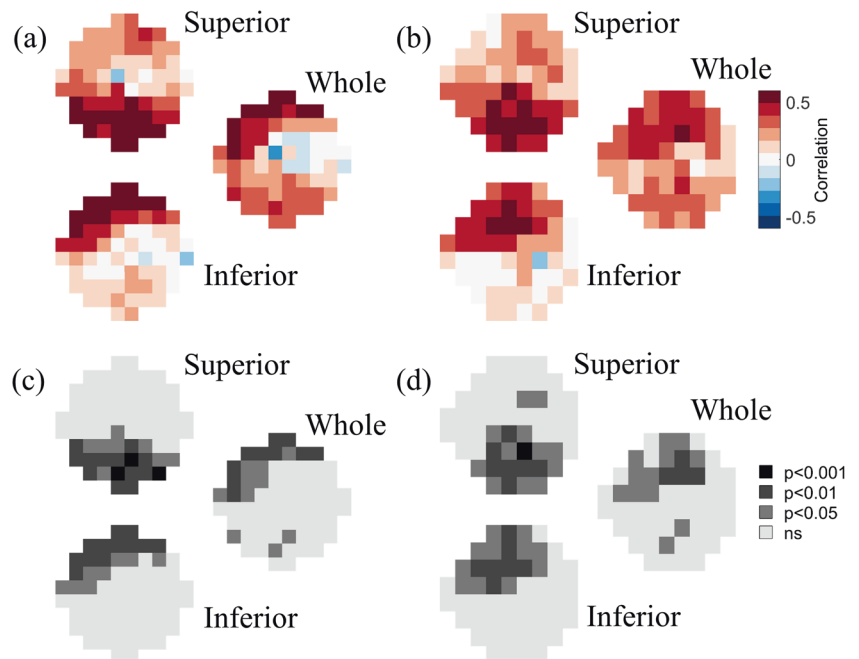 (a)
Superior
Whole
Inferior
(b)
Superior
Whole
Inferior
0.5
0
-0.5
Correlation
(c)
Superior
Whole
Inferior
(d)
Superior
Whole
Inferior
p<0.001
p<0.01
p<0.05
ns